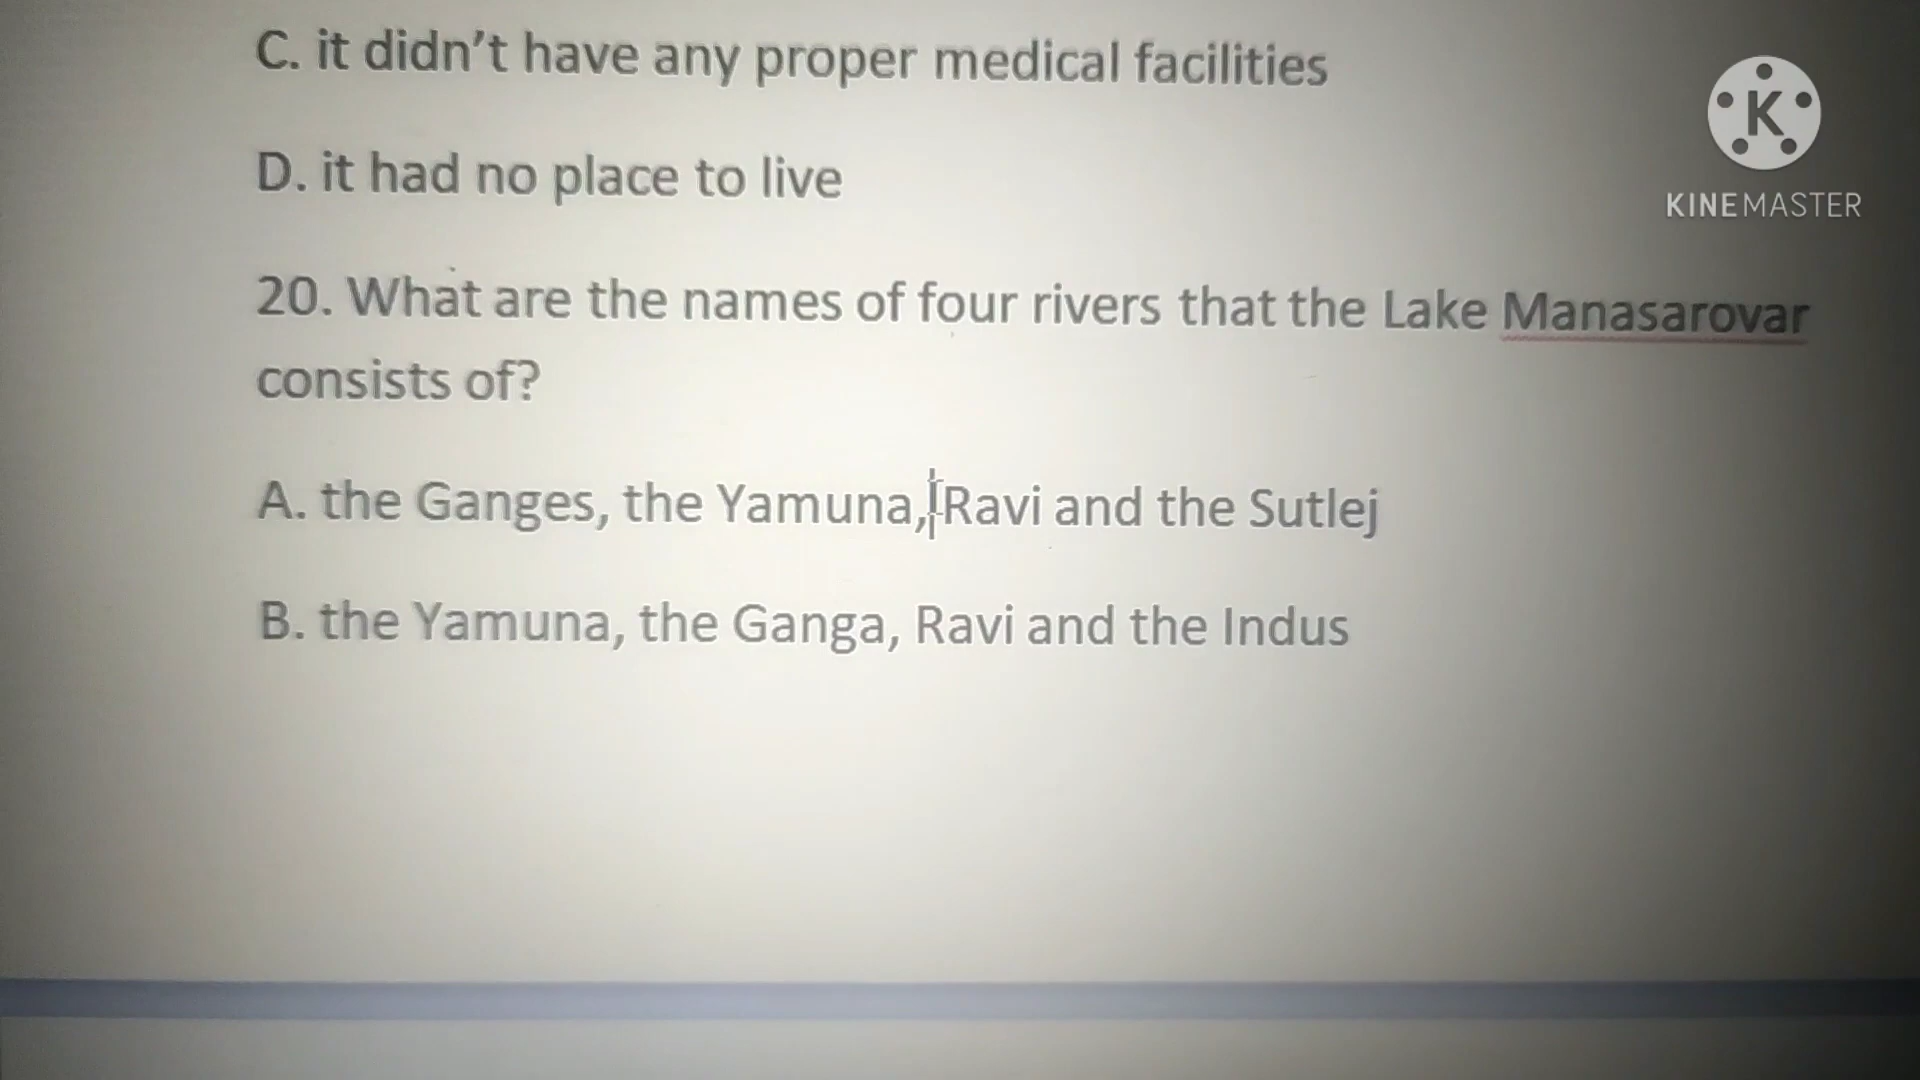 C. it didn't have any proper medical facilities
K
KINEMASTER
D. it had no place to live
20. What are the names of four rivers that the Lake Manasarovar
consists of?
A. the Ganges, the Yamuna, Ravi and the Sutlej
B. the Yamuna, the Ganga, Ravi and the Indus